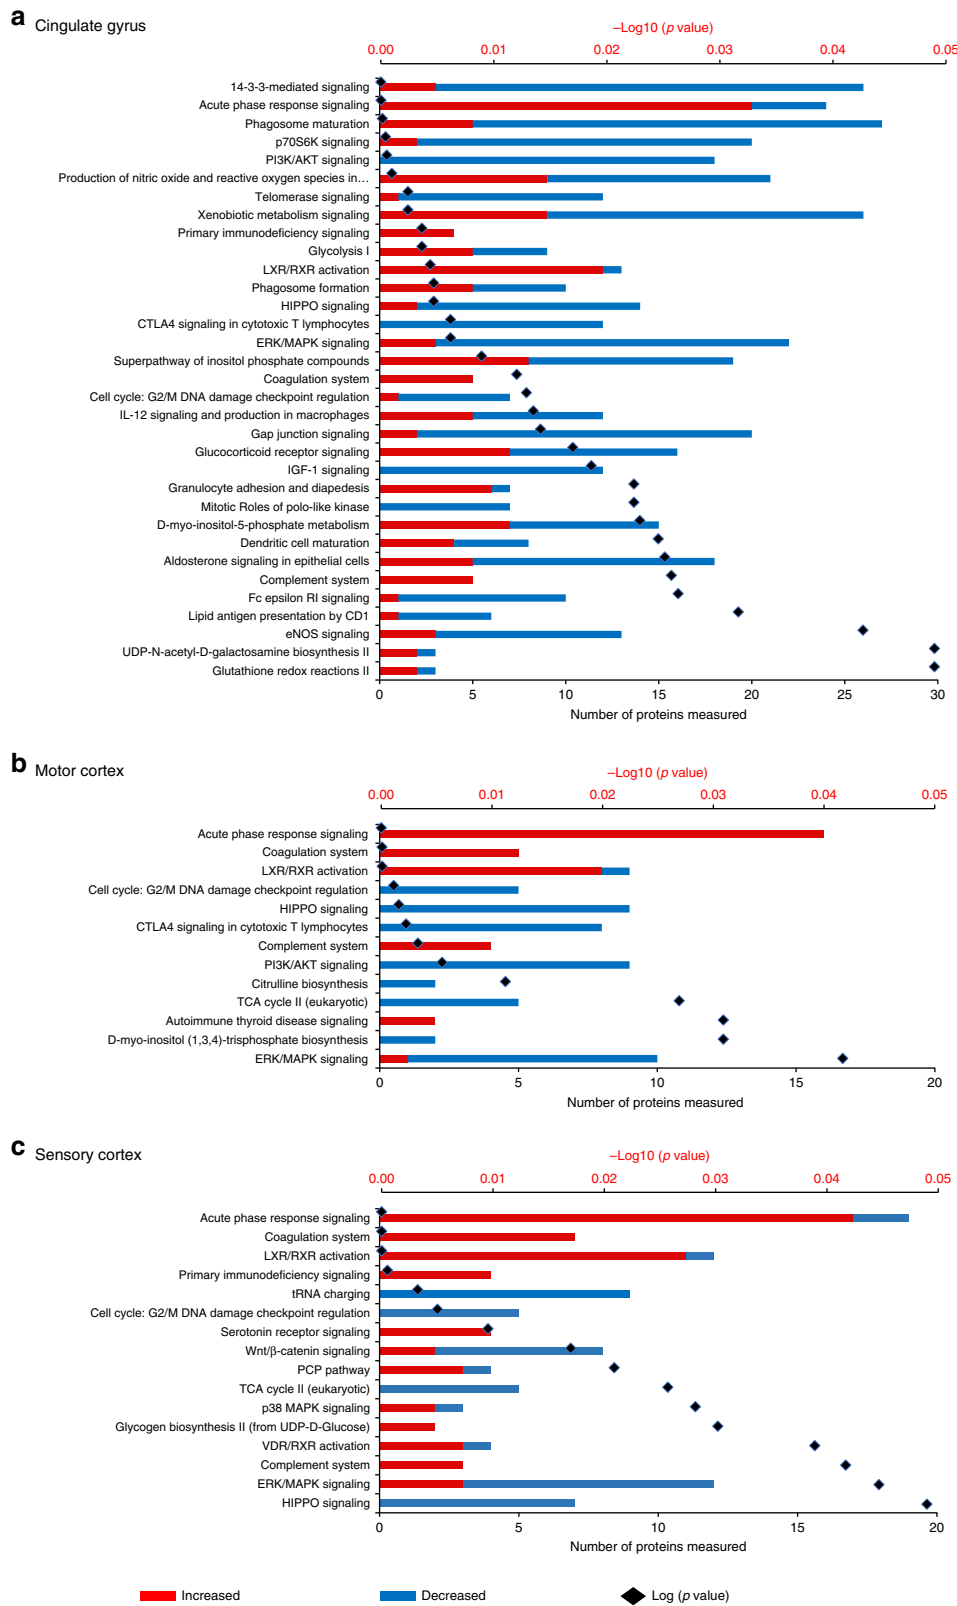 a Cingulate gyrus
–Log10 (p value)
0.00 0.01 0.02 0.03 0.04 0.05
14-3-3-mediated signaling
Acute phase response signaling
Phagosome maturation
p70S6K signaling
PI3K/AKT signaling
Production of nitric oxide and reactive oxygen species in…
Telomerase signaling
Xenobiotic metabolism signaling
Primary immunodeficiency signaling
Glycolysis I
LXR/RXR activation
Phagosome formation
HIPPO signaling
CTLA4 signaling in cytotoxic T lymphocytes
ERK/MAPK signaling
Superpathway of inositol phosphate compounds
Coagulation system
Cell cycle: G2/M DNA damage checkpoint regulation
IL-12 signaling and production in macrophages
Gap junction signaling
Glucocorticoid receptor signaling
IGF-1 signaling
Granulocyte adhesion and diapedesis
Mitotic Roles of polo-like kinase
D-myo-inositol-5-phosphate metabolism
Dendritic cell maturation
Aldosterone signaling in epithelial cells
Complement system
Fc epsilon RI signaling
Lipid antigen presentation by CD1
eNOS signaling
UDP-N-acetyl-D-galactosamine biosynthesis II
Glutathione redox reactions II
0 5 10 15 20 25 30
Number of proteins measured
b Motor cortex
–Log10 (p value)
0.00 0.01 0.02 0.03 0.04 0.05
Acute phase response signaling
Coagulation system
LXR/RXR activation
Cell cycle: G2/M DNA damage checkpoint regulation
HIPPO signaling
CTLA4 signaling in cytotoxic T lymphocytes
Complement system
PI3K/AKT signaling
Citrulline biosynthesis
TCA cycle II (eukaryotic)
Autoimmune thyroid disease signaling
D-myo-inositol (1,3,4)-trisphosphate biosynthesis
ERK/MAPK signaling
0 5 10 15 20
Number of proteins measured
c Sensory cortex
–Log10 (p value)
0.00 0.01 0.02 0.03 0.04 0.05
Acute phase response signaling
Coagulation system
LXR/RXR activation
Primary immunodeficiency signaling
tRNA charging
Cell cycle: G2/M DNA damage checkpoint regulation
Serotonin receptor signaling
Wnt/β-catenin signaling
PCP pathway
TCA cycle II (eukaryotic)
p38 MAPK signaling
Glycogen biosynthesis II (from UDP-D-Glucose)
VDR/RXR activation
Complement system
ERK/MAPK signaling
HIPPO signaling
0 5 10 15 20
Number of proteins measured
Increased Decreased Log (p value)